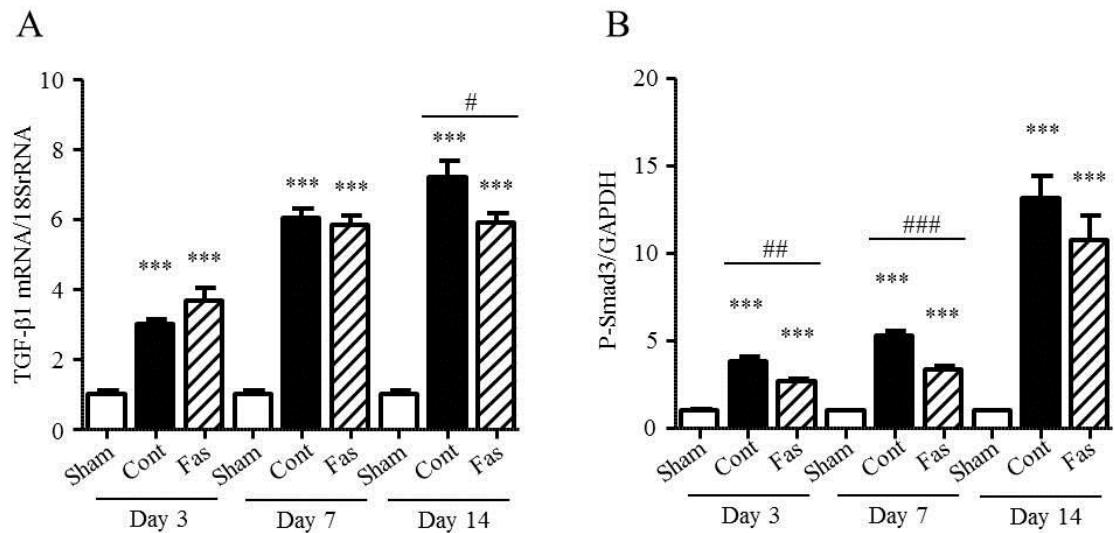 A
TGF-β1 mRNA/18SrRNA
10
8
6
4
2
0
#
*** *** *** *** *** ***
Sham Cont Fas Sham Cont Fas Sham Cont Fas
Day 3 Day 7 Day 14
B
P-Smad3/GAPDH
20
15
10
5
0
## ###
*** *** *** *** *** ***
Sham Cont Fas Sham Cont Fas Sham Cont Fas
Day 3 Day 7 Day 14